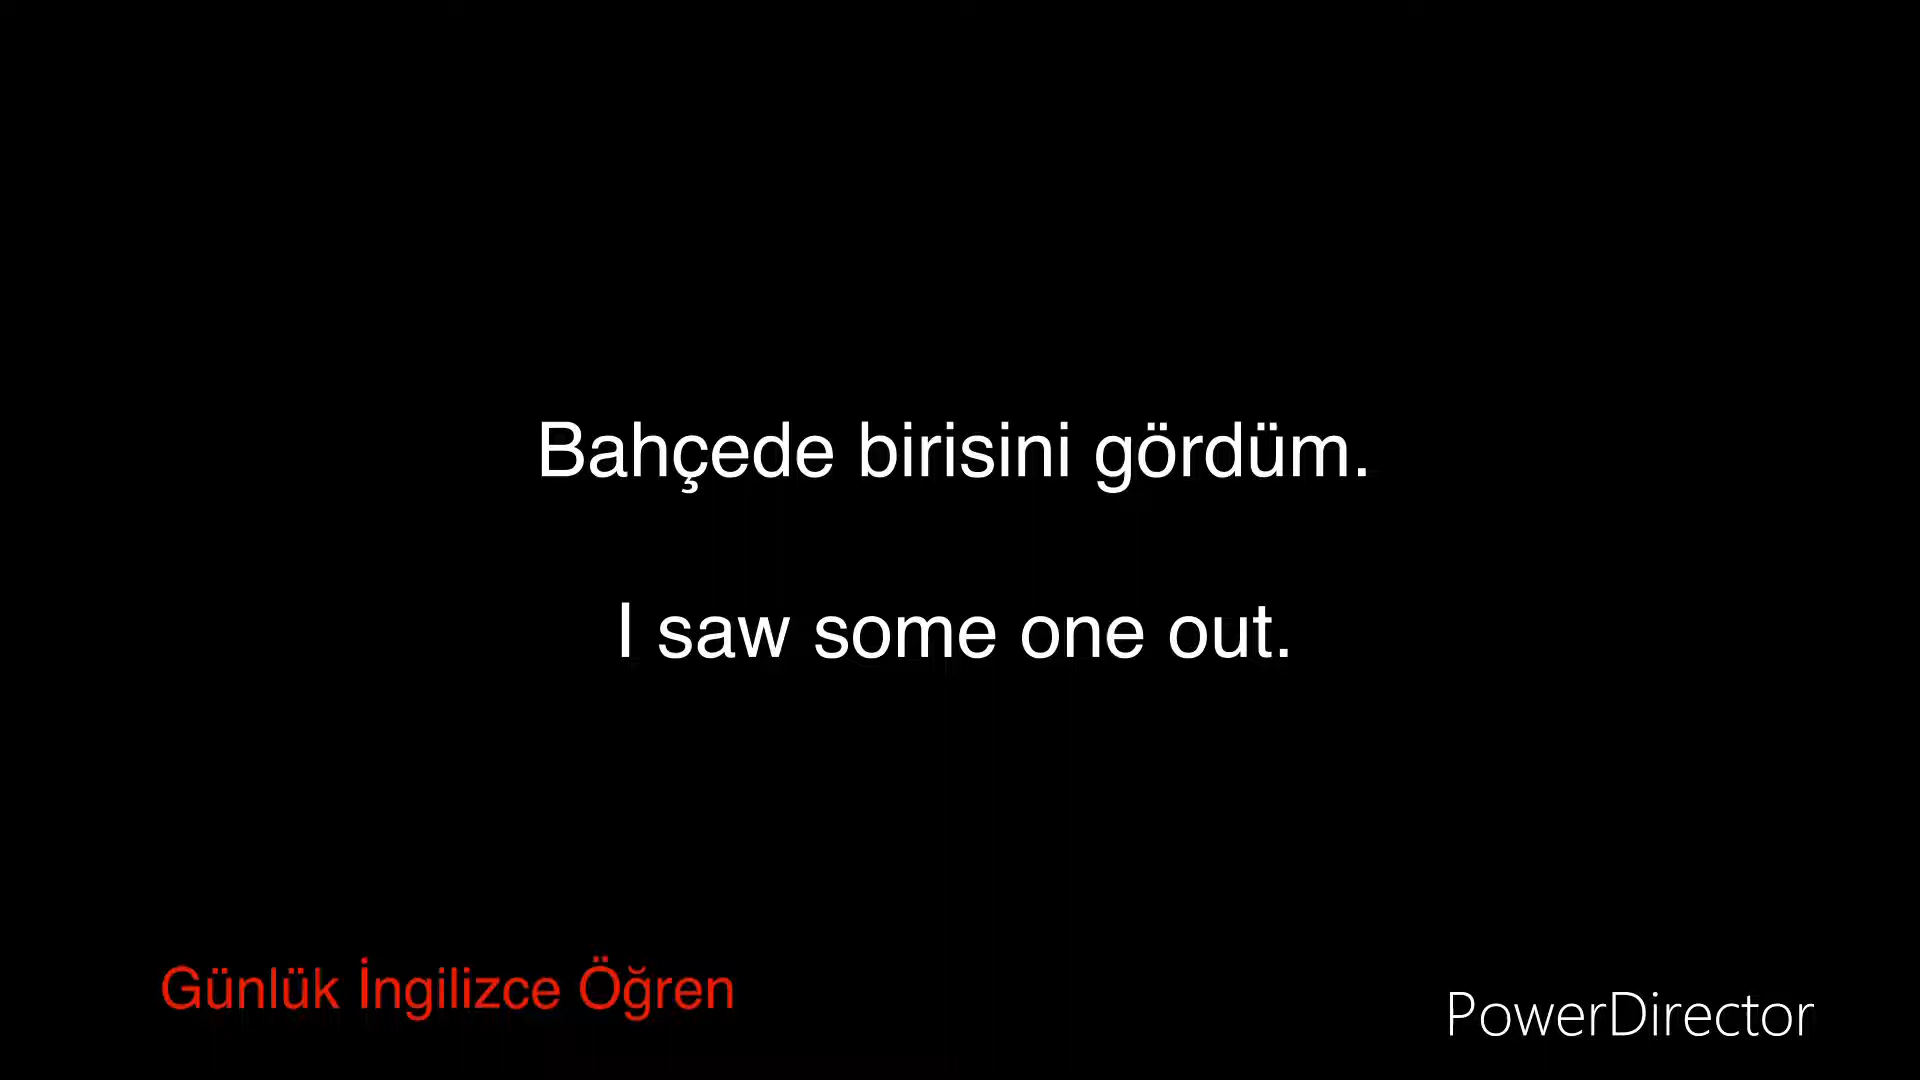 Bahçede birisini gördüm.
I saw some one out.
Günlük İngilizce Öğren
PowerDirector